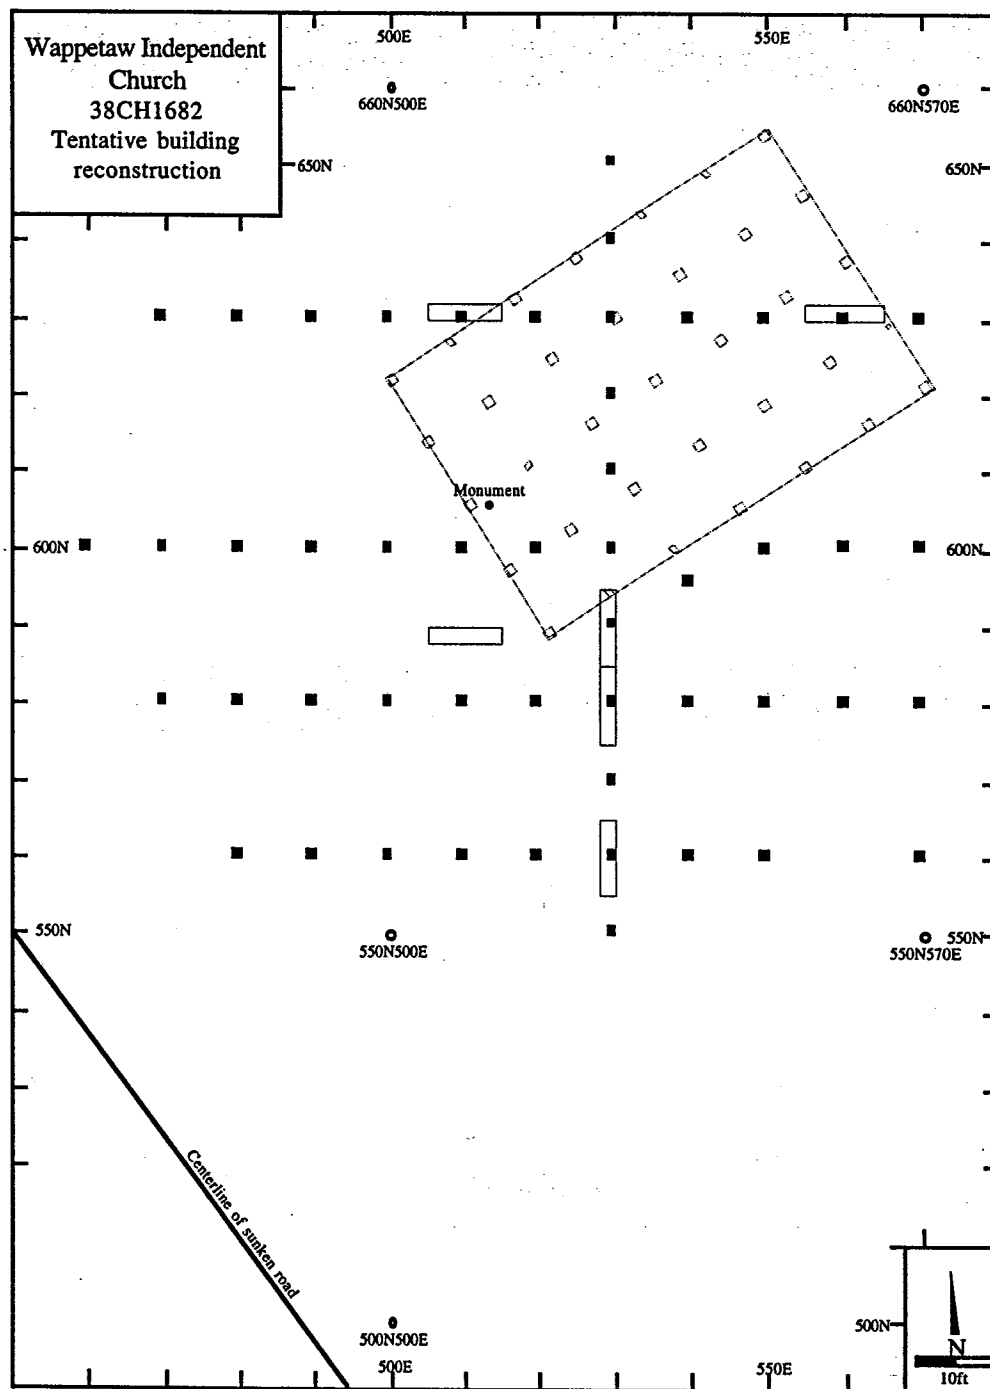 Wappetaw Independent
Church
38CH1682
Tentative building
reconstruction
500E
550E
660N500E
660N570E
650N
650N
Monument
600N
600N
550N
550N500E
550N
550N570E
Centerline of sunken road
500N500E
500E
500N
550E
N
10ft